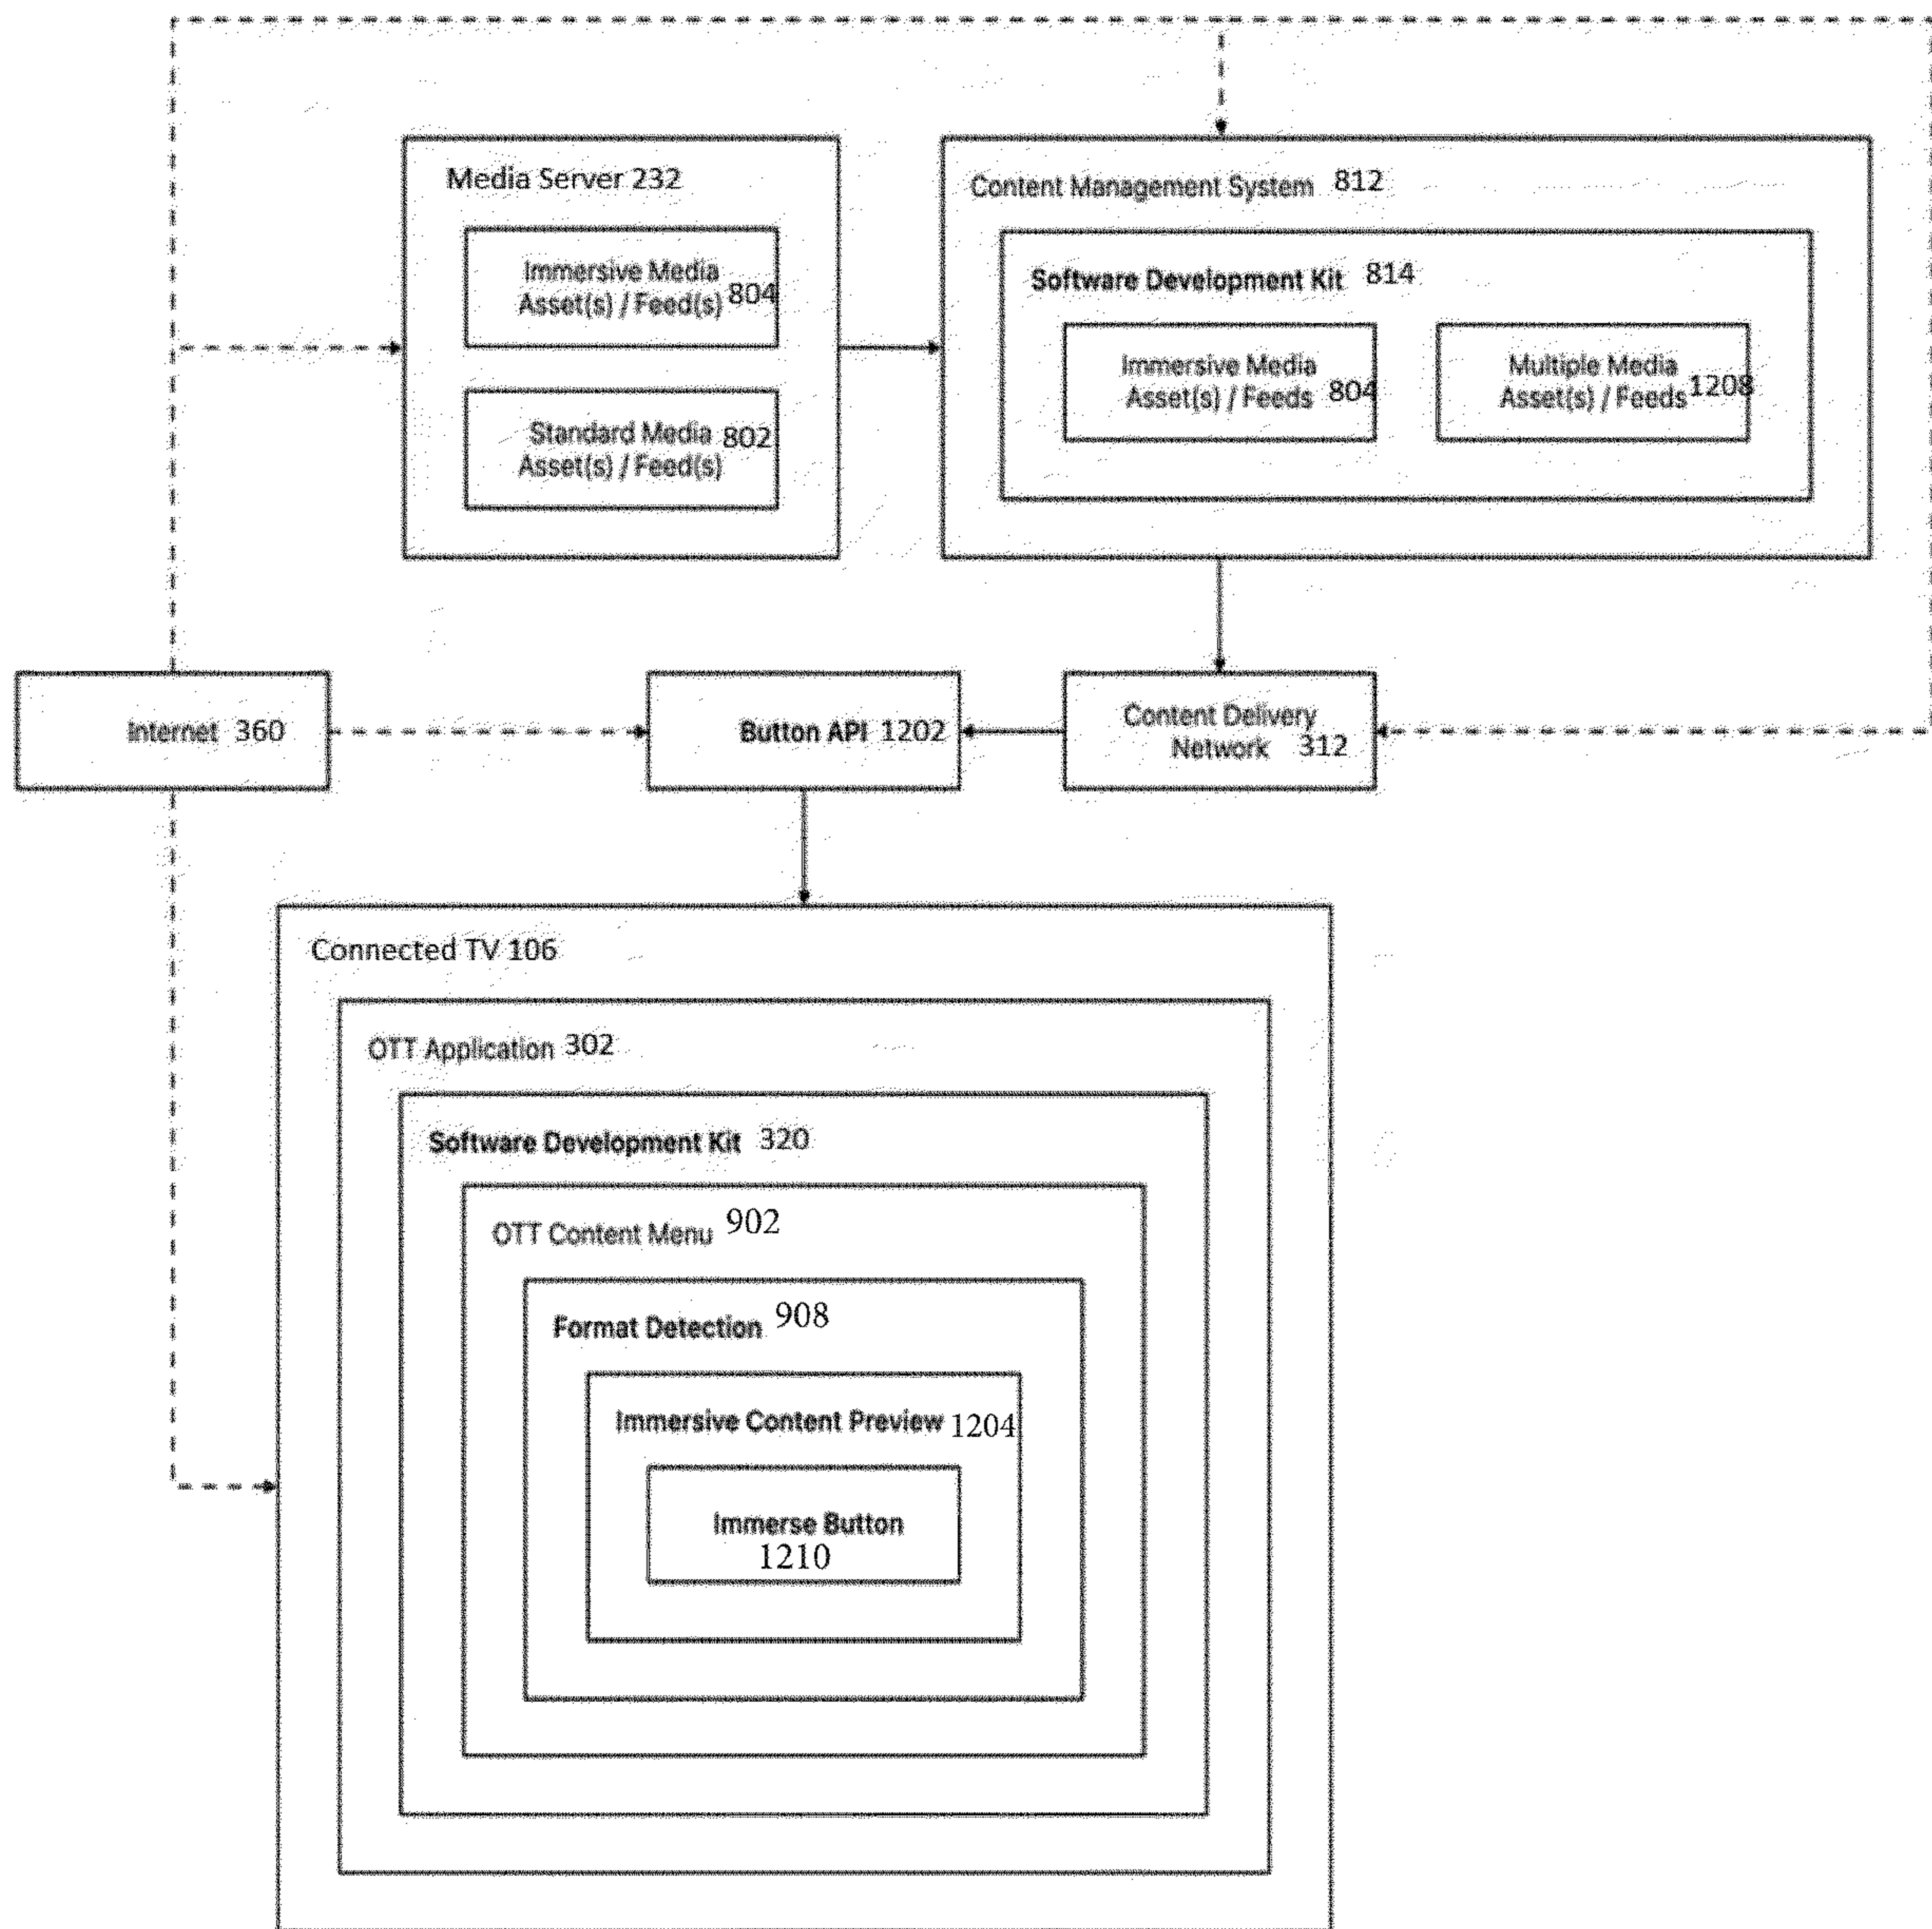 Media Server 232
Immersive Media
Asset(s) / Feed(s) 804
Standard Media 802
Asset(s) / Feed(s)
Content Management System 812
Software Development Kit 814
Immersive Media
Asset(s) / Feeds 804
Multiple Media
Asset(s) / Feeds 1208
Internet 360
Button API 1202
Content Delivery
Network 312
Connected TV 106
OTT Application 302
Software Development Kit 320
OTT Content Menu 902
Format Detection 908
Immersive Content Preview 1204
Immerse Button
1210